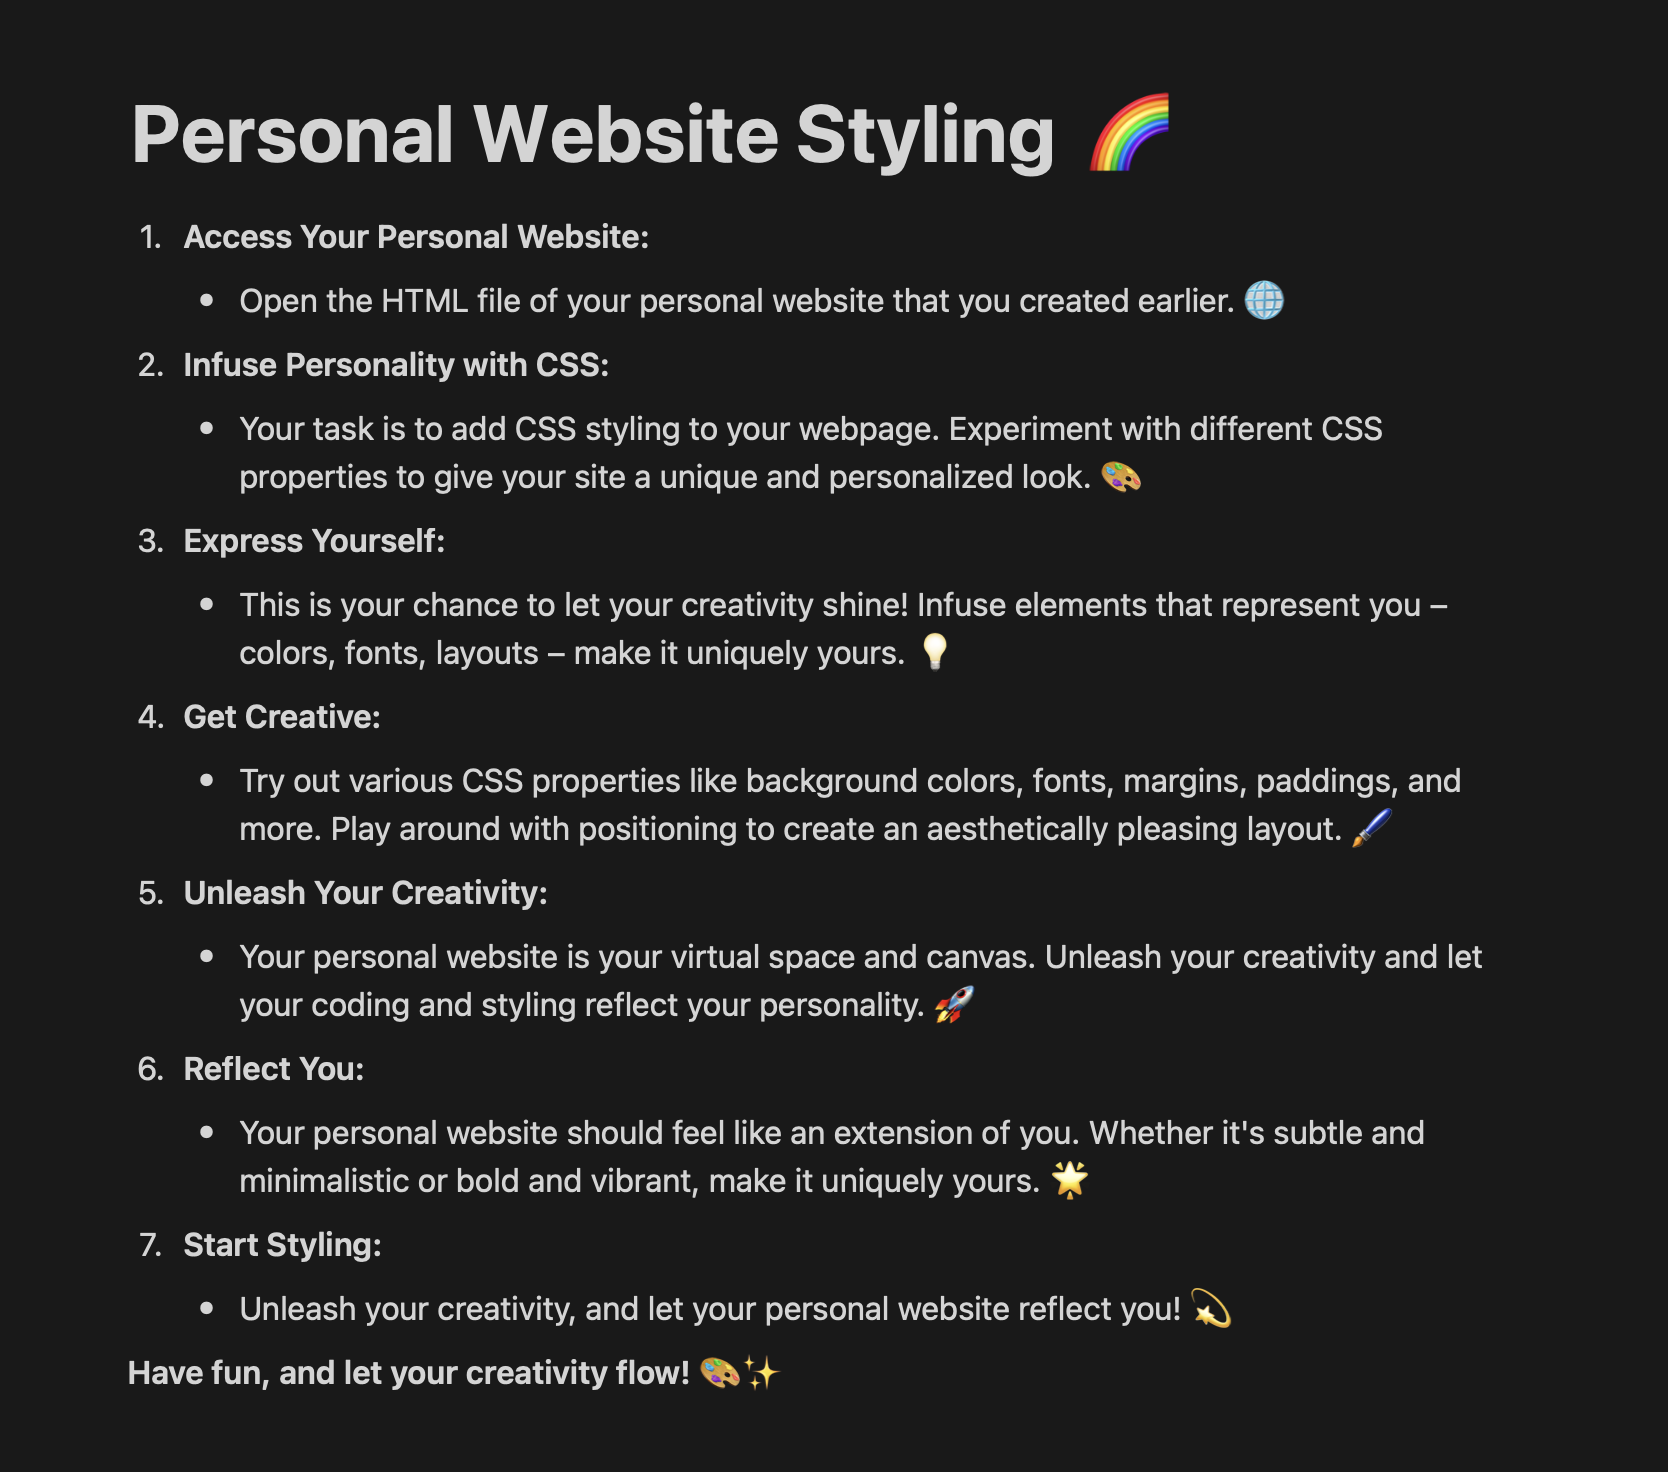 Personal Website Styling 🌈
1. Access Your Personal Website:
• Open the HTML file of your personal website that you created earlier. 🌐
2. Infuse Personality with CSS:
• Your task is to add CSS styling to your webpage. Experiment with different CSS
properties to give your site a unique and personalized look. 🎨
3. Express Yourself:
• This is your chance to let your creativity shine! Infuse elements that represent you –
colors, fonts, layouts – make it uniquely yours. 💡
4. Get Creative:
• Try out various CSS properties like background colors, fonts, margins, paddings, and
more. Play around with positioning to create an aesthetically pleasing layout. 🖌️
5. Unleash Your Creativity:
• Your personal website is your virtual space and canvas. Unleash your creativity and let
your coding and styling reflect your personality. 🚀
6. Reflect You:
• Your personal website should feel like an extension of you. Whether it's subtle and
minimalistic or bold and vibrant, make it uniquely yours. 🌟
7. Start Styling:
• Unleash your creativity, and let your personal website reflect you! 💫
Have fun, and let your creativity flow! 🎨✨